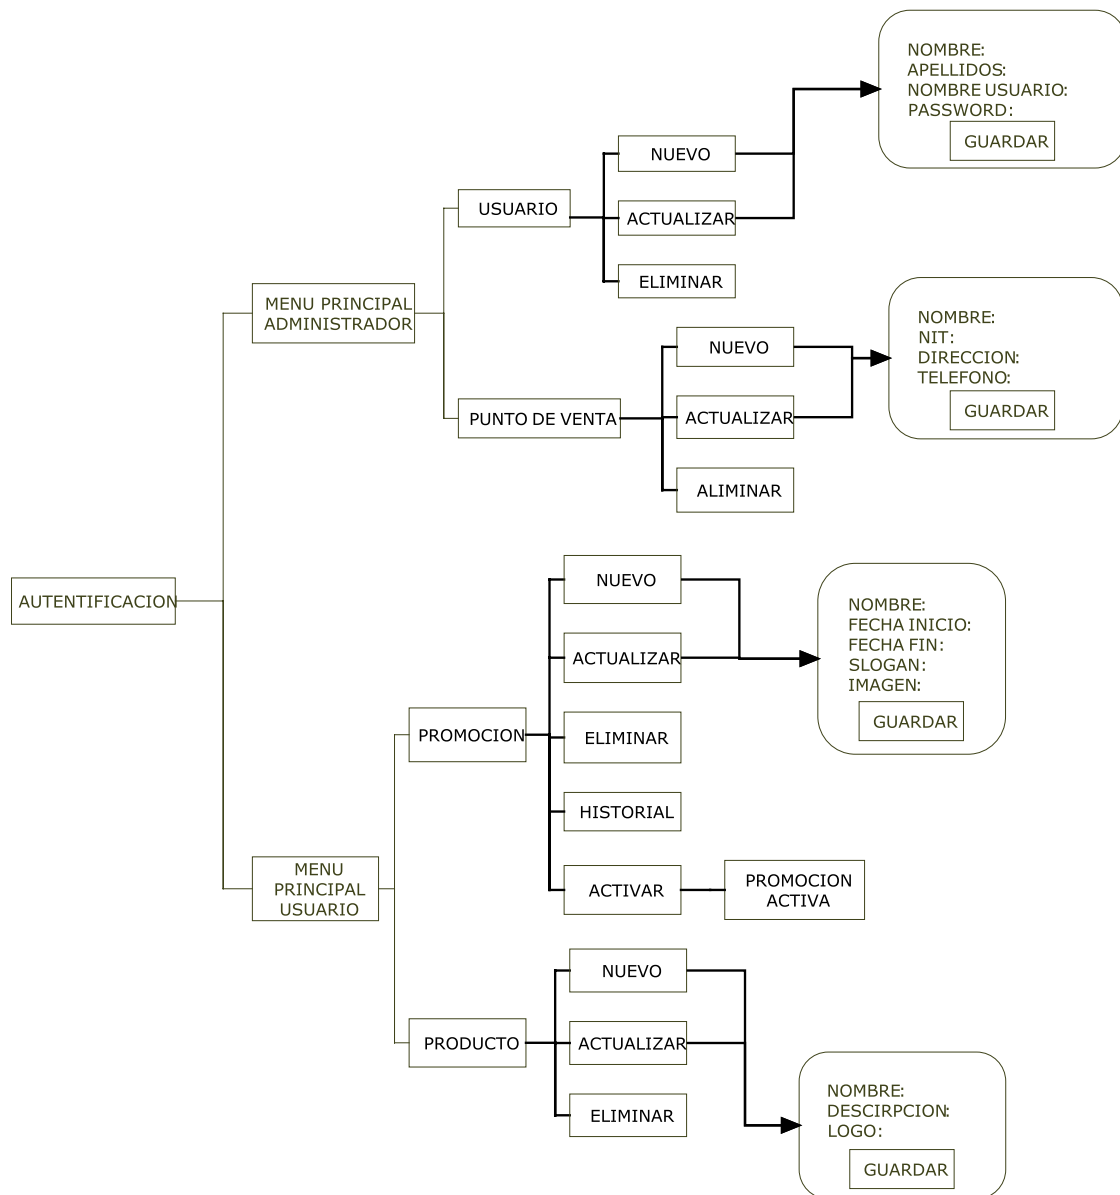 NOMBRE:
APELLIDOS:
NOMBRE USUARIO:
PASSWORD:
GUARDAR
NUEVO
USUARIO
ACTUALIZAR
ELIMINAR
MENU PRINCIPAL
ADMINISTRADOR
NOMBRE:
NIT:
DIRECCION:
TELEFONO:
GUARDAR
NUEVO
PUNTO DE VENTA
ACTUALIZAR
ALIMINAR
AUTENTIFICACION
NUEVO
ACTUALIZAR
NOMBRE:
FECHA INICIO:
FECHA FIN:
SLOGAN:
IMAGEN:
GUARDAR
PROMOCION
ELIMINAR
HISTORIAL
ACTIVAR
PROMOCION
ACTIVA
MENU
PRINCIPAL
USUARIO
NUEVO
PRODUCTO
ACTUALIZAR
ELIMINAR
NOMBRE:
DESCIRPCION:
LOGO:
GUARDAR